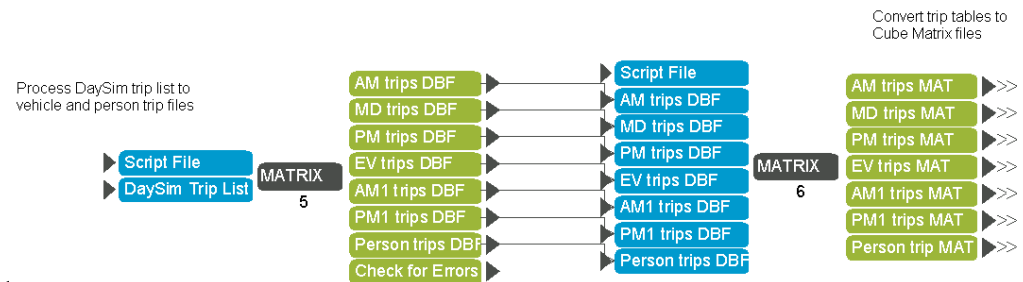 Convert trip tables to
Cube Matrix files
Process DaySim trip list to
vehicle and person trip files
Script File
DaySim Trip List
MATRIX
5
AM trips DBF
MD trips DBF
PM trips DBF
EV trips DBF
AM1 trips DBF
PM1 trips DBF
Person trips DBF
Check for Errors
Script File
AM trips DBF
MD trips DBF
PM trips DBF
EV trips DBF
AM1 trips DBF
PM1 trips DBF
Person trips DBF
MATRIX
6
AM trips MAT
MD trips MAT
PM trips MAT
EV trips MAT
AM1 trips MAT
PM1 trips MAT
Person trip MAT